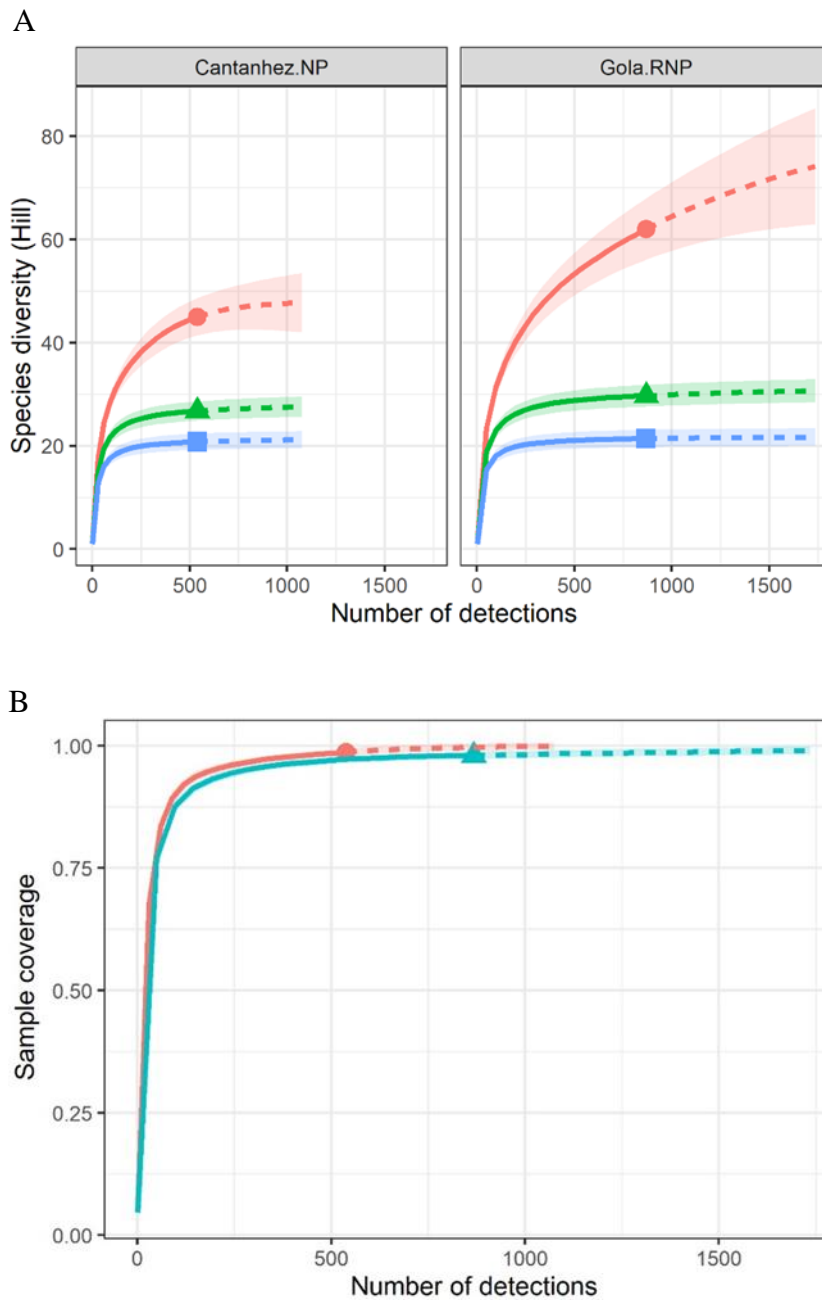 A
Cantanhez.NP
Gola.RNP
Species diversity (Hill)
80
60
40
20
0
0 500 1000 1500
0 500 1000 1500
Number of detections
B
Sample coverage
1.00
0.75
0.50
0.25
0.00
0 500 1000 1500
Number of detections